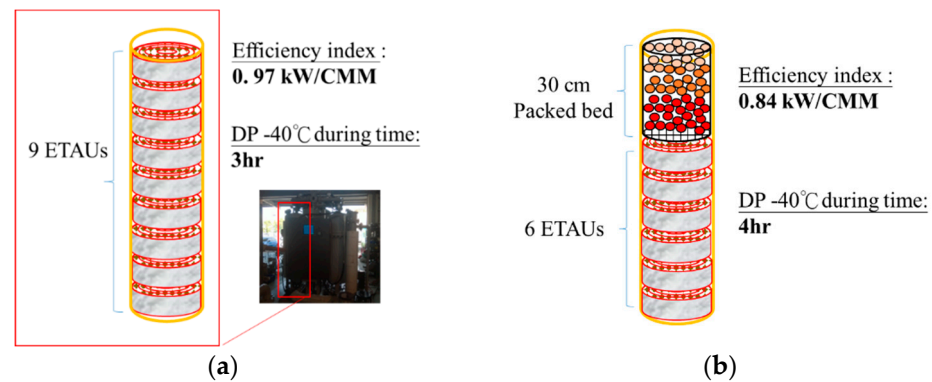 9 ETAUs
Efficiency index :
0. 97 kW/CMM
DP -40℃ during time:
3hr
(a)
30 cm
Packed bed
6 ETAUs
Efficiency index :
0.84 kW/CMM
DP -40℃ during time:
4hr
(b)